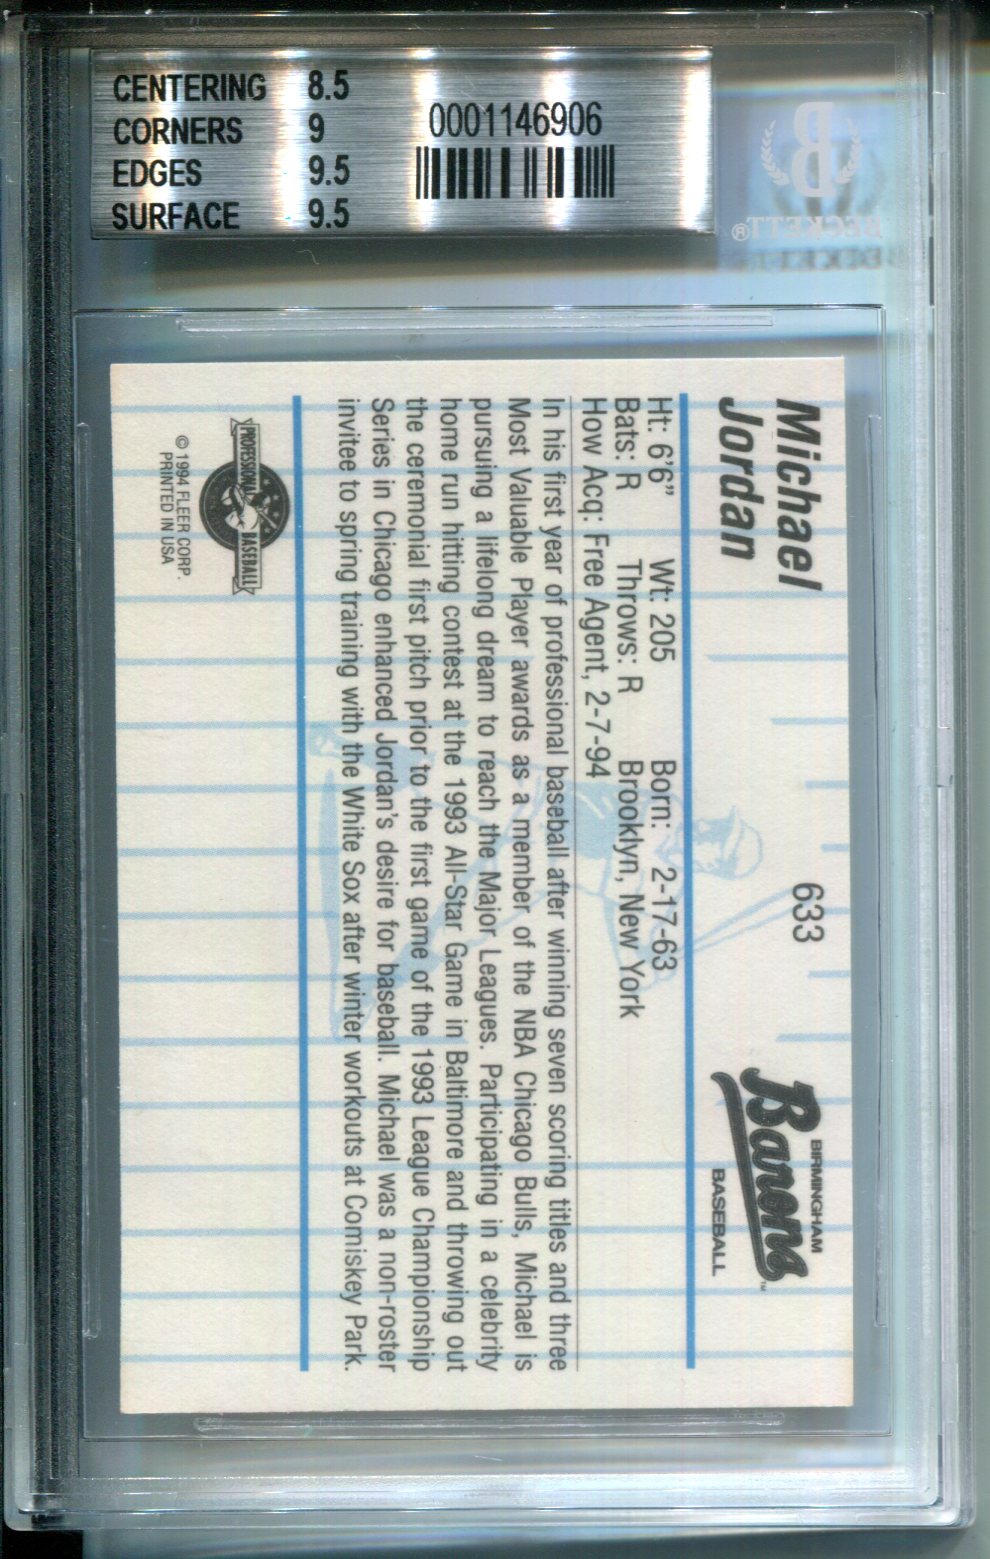 CENTERING 8.5
CORNERS 9
EDGES 9.5
SURFACE 9.5
0001146906
BECKETT®
Michael
Jordan
633
BIRMINGHAM
Barons™
BASEBALL
Ht: 6'6" Wt: 205 Born: 2-17-63
Bats: R Throws: R Brooklyn, New York
How Acq: Free Agent, 2-7-94
In his first year of professional baseball after winning seven scoring titles and three
Most Valuable Player awards as a member of the NBA Chicago Bulls, Michael is
pursuing a lifelong dream to reach the Major Leagues. Participating in a celebrity
home run hitting contest at the 1993 All-Star Game in Baltimore and throwing out
the ceremonial first pitch prior to the first game of the 1993 League Championship
Series in Chicago enhanced Jordan's desire for baseball. Michael was a non-roster
invitee to spring training with the White Sox after winter workouts at Comiskey Park.
PROFESSIONAL BASEBALL
© 1994 FLEER CORP.
PRINTED IN USA